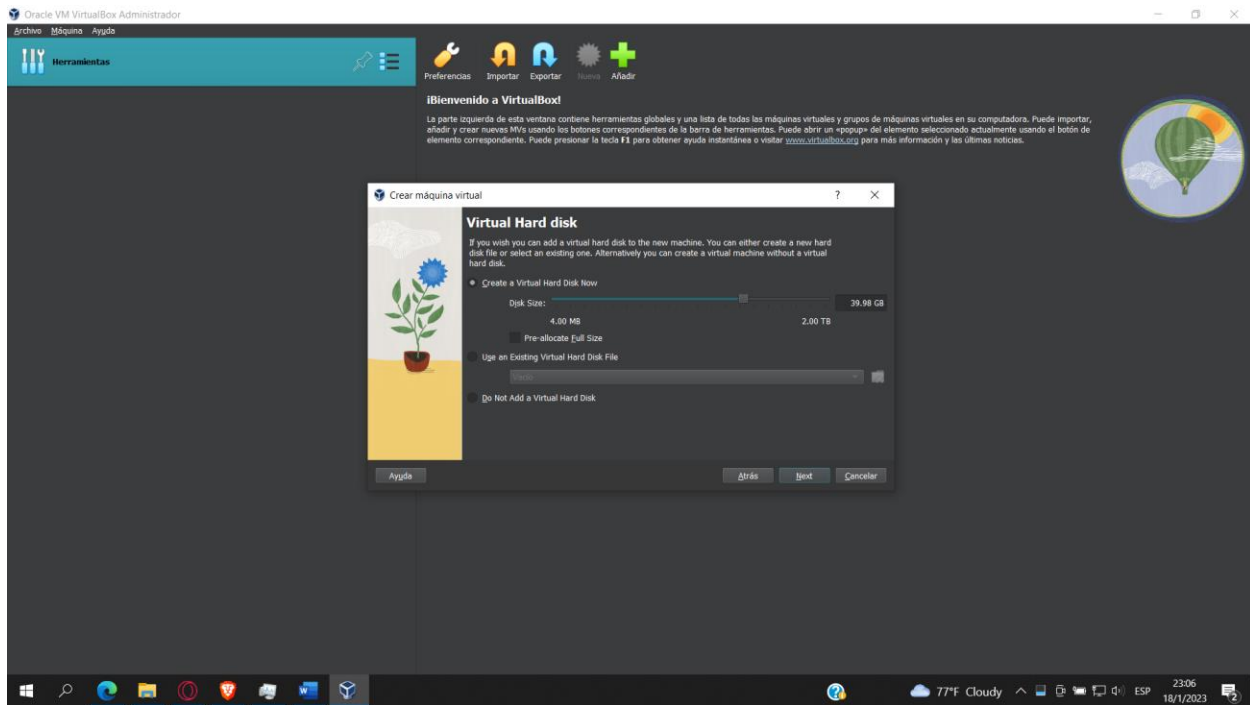 Oracle VM VirtualBox Administrador
Archivo Máquina Ayuda
Herramientas
Preferencias Importar Exportar Nueva Añadir
¡Bienvenido a VirtualBox!
La parte izquierda de esta ventana contiene herramientas globales y una lista de todas las máquinas virtuales y grupos de máquinas virtuales en su computadora. Puede importar,
añadir y crear nuevas MVs usando los botones correspondientes de la barra de herramientas. Puede abrir un «popup» del elemento seleccionado actualmente usando el botón de
elemento correspondiente. Puede presionar la tecla F1 para obtener ayuda instantánea o visitar www.virtualbox.org para más información y las últimas noticias.
Crear máquina virtual ?
Virtual Hard disk
If you wish you can add a virtual hard disk to the new machine. You can either create a new hard
disk file or select an existing one. Alternatively you can create a virtual machine without a virtual
hard disk.
Create a Virtual Hard Disk Now
Disk Size: 39.98 GB
4.00 MB 2.00 TB
Pre-allocate Full Size
Use an Existing Virtual Hard Disk File
Vacío
Do Not Add a Virtual Hard Disk
Ayuda Atrás Next Cancelar
77°F Cloudy ESP 23:06
18/1/2023 2